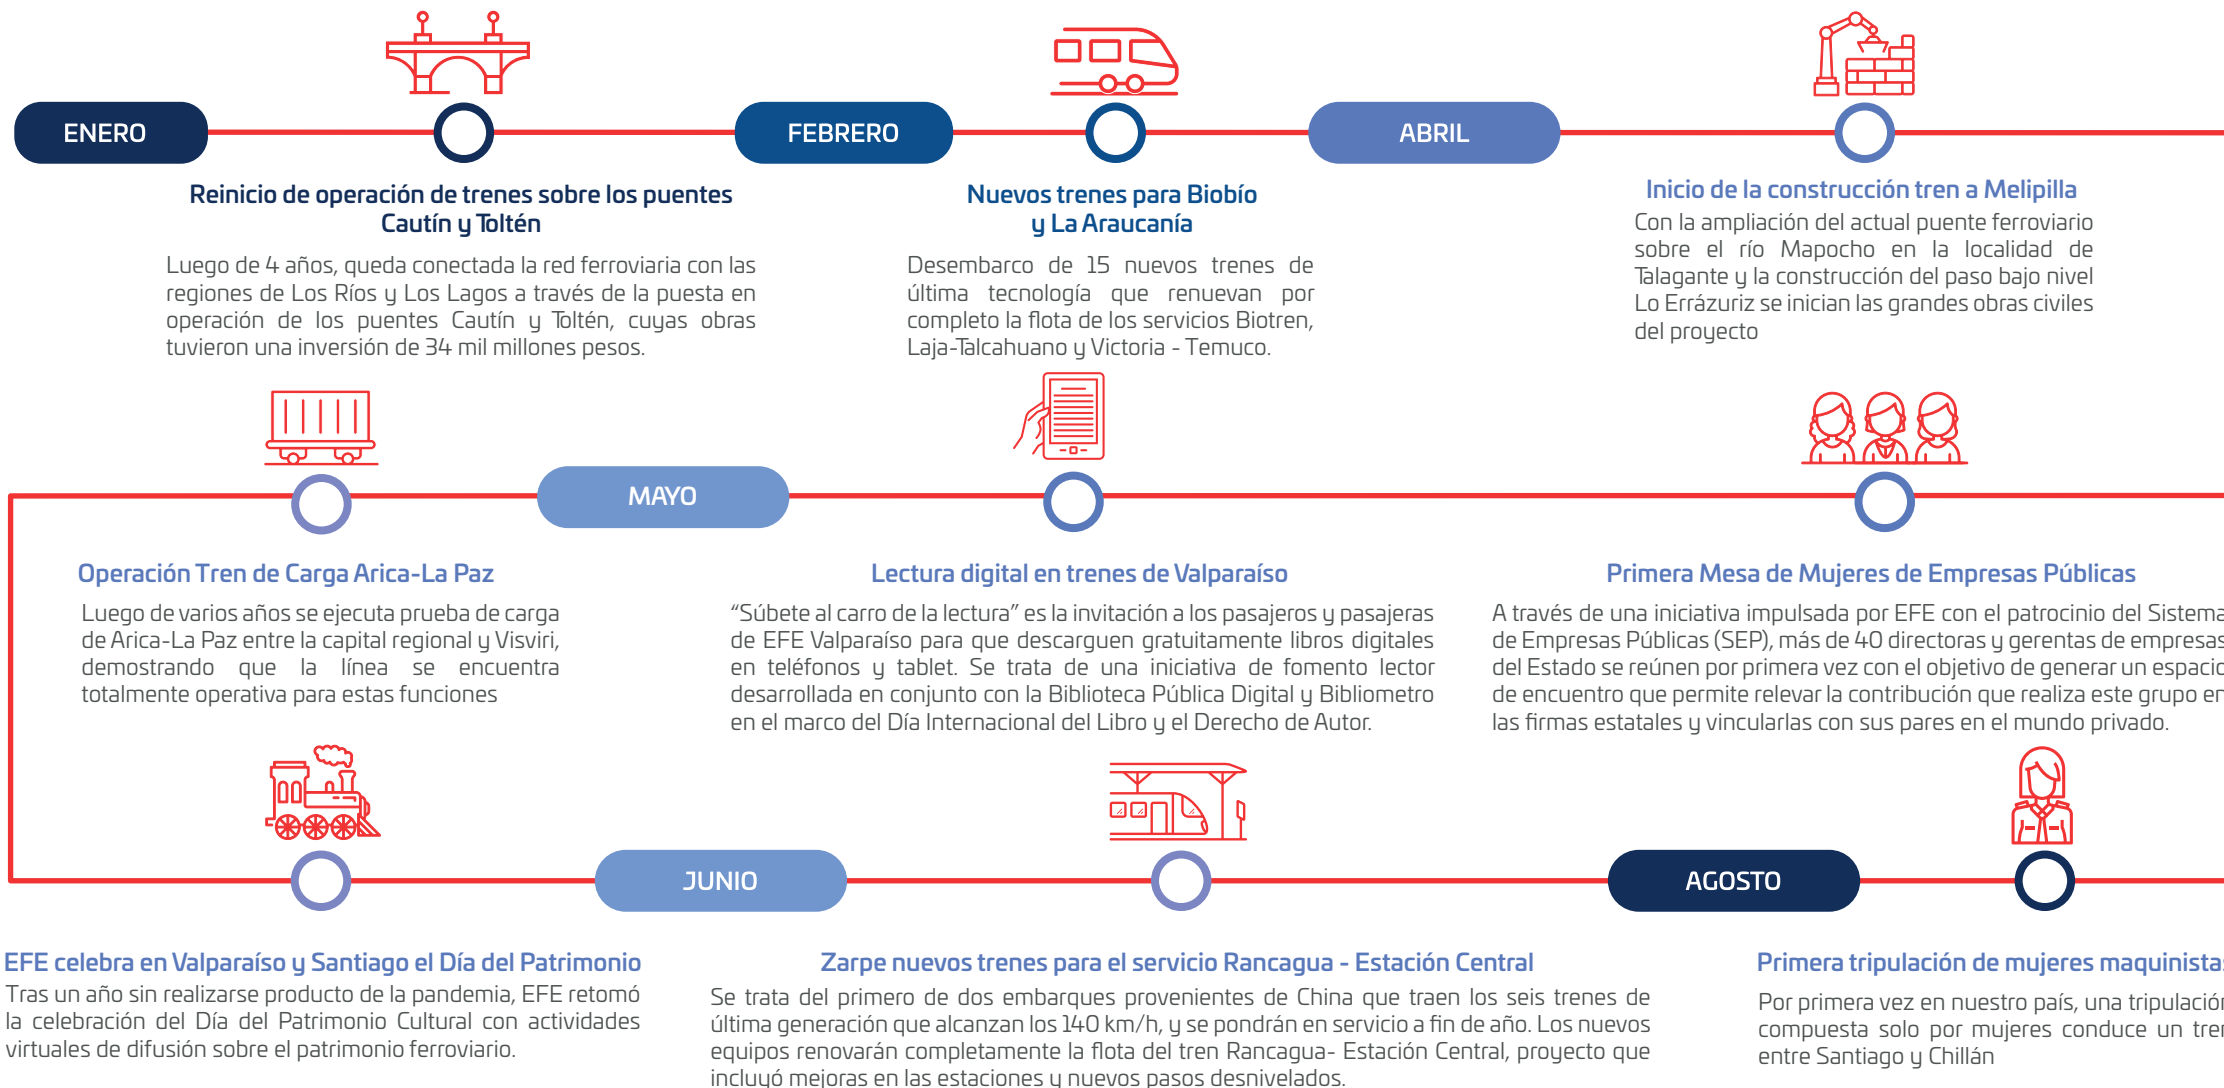 ENERO
FEBRERO
ABRIL
Reinicio de operación de trenes sobre los puentes
Cautín y Toltén
Luego de 4 años, queda conectada la red ferroviaria con las
regiones de Los Ríos y Los Lagos a través de la puesta en
operación de los puentes Cautín y Toltén, cuyas obras
tuvieron una inversión de 34 mil millones pesos.
Nuevos trenes para Biobío
y La Araucanía
Desembarco de 15 nuevos trenes de
última tecnología que renuevan por
completo la flota de los servicios Biotren,
Laja-Talcahuano y Victoria - Temuco.
Inicio de la construcción tren a Melipilla
Con la ampliación del actual puente ferroviario
sobre el río Mapocho en la localidad de
Talagante y la construcción del paso bajo nivel
Lo Errázuriz se inician las grandes obras civiles
del proyecto
MAYO
Operación Tren de Carga Arica-La Paz
Luego de varios años se ejecuta prueba de carga
de Arica-La Paz entre la capital regional y Visviri,
demostrando que la línea se encuentra
totalmente operativa para estas funciones
Lectura digital en trenes de Valparaíso
“Súbete al carro de la lectura” es la invitación a los pasajeros y pasajeras
de EFE Valparaíso para que descarguen gratuitamente libros digitales
en teléfonos y tablet. Se trata de una iniciativa de fomento lector
desarrollada en conjunto con la Biblioteca Pública Digital y Bibliometro
en el marco del Día Internacional del Libro y el Derecho de Autor.
Primera Mesa de Mujeres de Empresas Públicas
A través de una iniciativa impulsada por EFE con el patrocinio del Sistema
de Empresas Públicas (SEP), más de 40 directoras y gerentas de empresas
del Estado se reúnen por primera vez con el objetivo de generar un espacio
de encuentro que permite relevar la contribución que realiza este grupo en
las firmas estatales y vincularlas con sus pares en el mundo privado.
JUNIO
AGOSTO
EFE celebra en Valparaíso y Santiago el Día del Patrimonio
Tras un año sin realizarse producto de la pandemia, EFE retomó
la celebración del Día del Patrimonio Cultural con actividades
virtuales de difusión sobre el patrimonio ferroviario.
Zarpe nuevos trenes para el servicio Rancagua - Estación Central
Se trata del primero de dos embarques provenientes de China que traen los seis trenes de
última generación que alcanzan los 140 km/h, y se pondrán en servicio a fin de año. Los nuevos
equipos renovarán completamente la flota del tren Rancagua- Estación Central, proyecto que
incluyó mejoras en las estaciones y nuevos pasos desnivelados.
Primera tripulación de mujeres maquinistas
Por primera vez en nuestro país, una tripulación
compuesta solo por mujeres conduce un tren
entre Santiago y Chillán